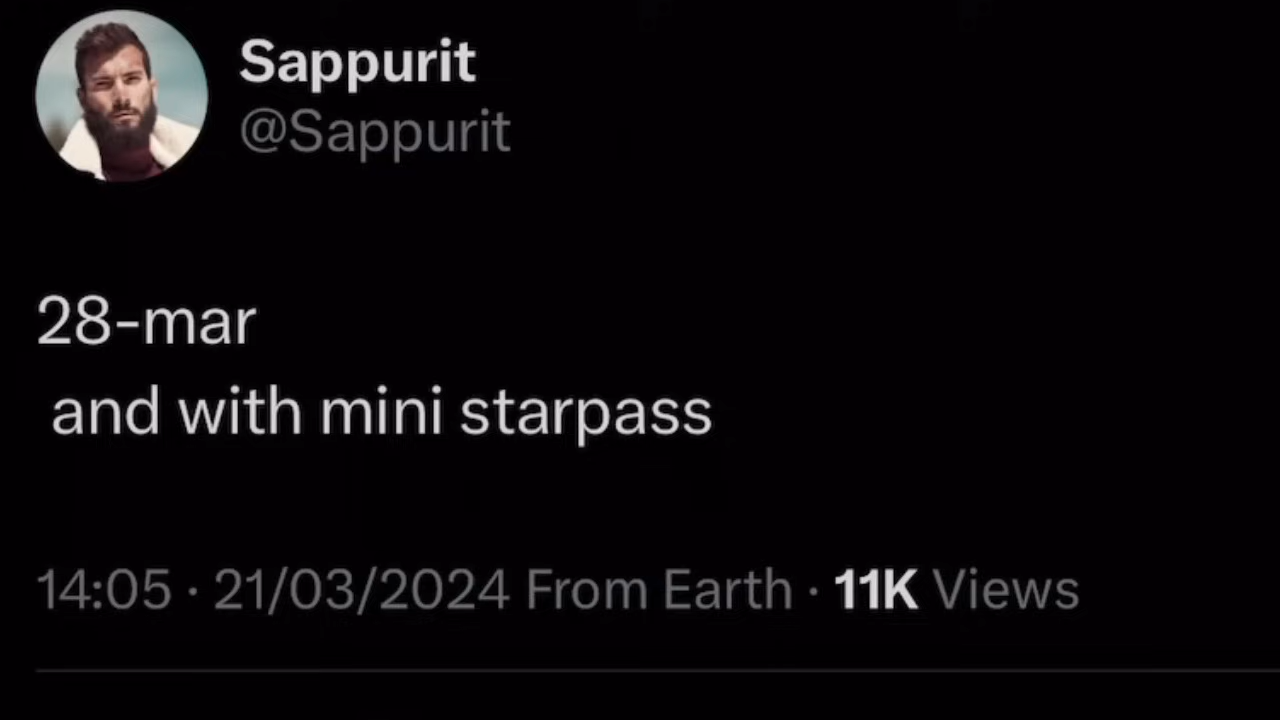 Sappurit
@Sappurit
28-mar
and with mini starpass
14:05 · 21/03/2024 From Earth · 11K Views